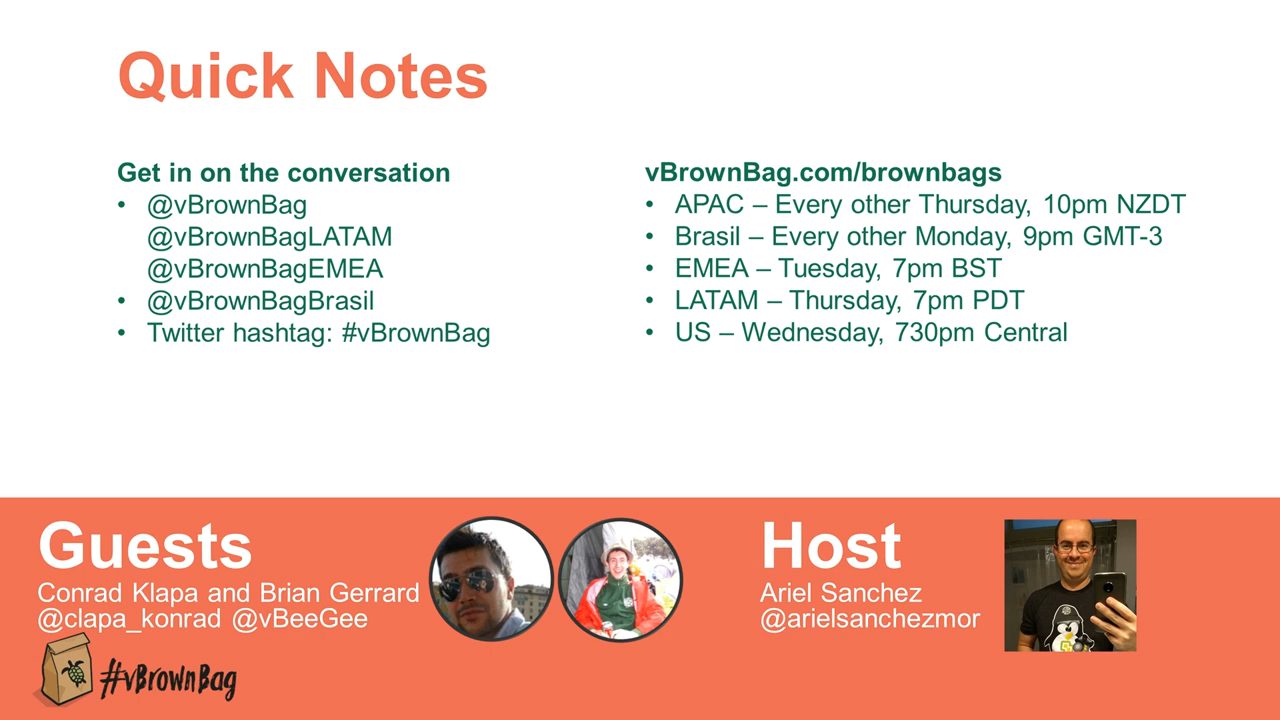 Quick Notes
Get in on the conversation
• @vBrownBag
@vBrownBagLATAM
@vBrownBagEMEA
• @vBrownBagBrasil
• Twitter hashtag: #vBrownBag
vBrownBag.com/brownbags
• APAC – Every other Thursday, 10pm NZDT
• Brasil – Every other Monday, 9pm GMT-3
• EMEA – Tuesday, 7pm BST
• LATAM – Thursday, 7pm PDT
• US – Wednesday, 730pm Central
Guests
Conrad Klapa and Brian Gerrard
@clapa_konrad @vBeeGee
#vBrownBag
Host
Ariel Sanchez
@arielsanchezmor